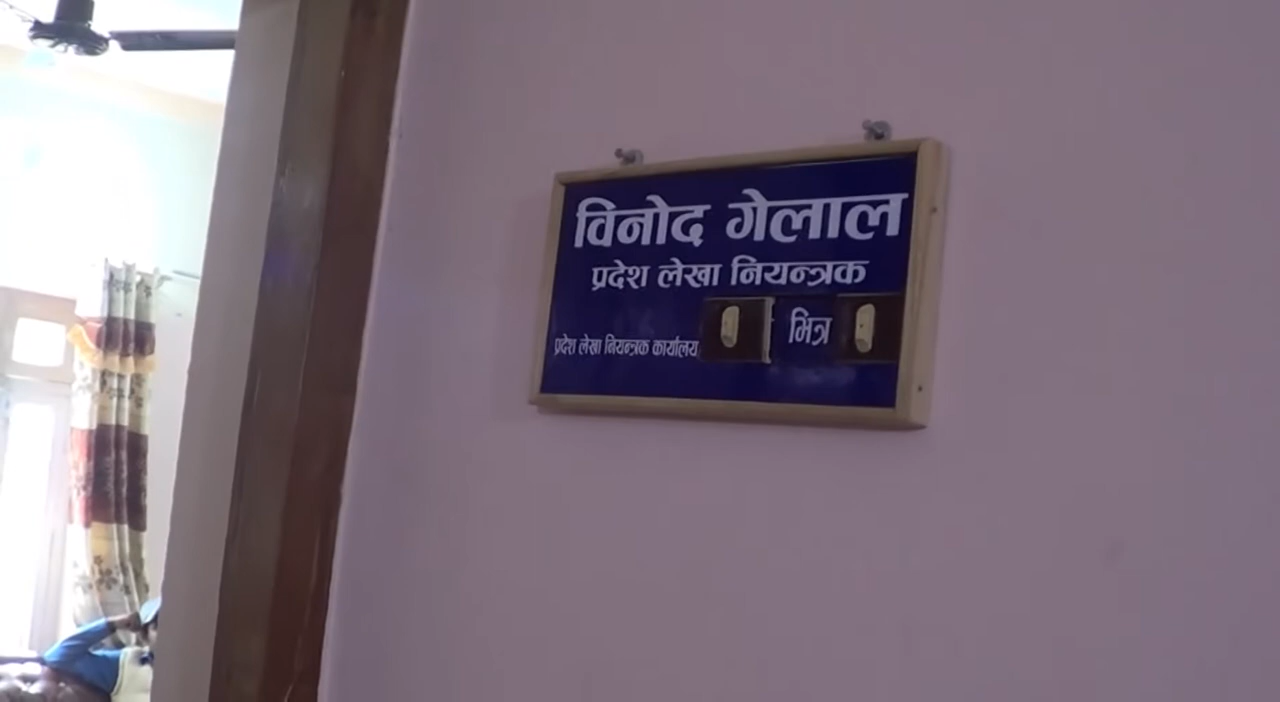 विनोद गेलाल
प्रदेश लेखा नियन्त्रक
भित्र
प्रदेश लेखा नियन्त्रक कार्यालय